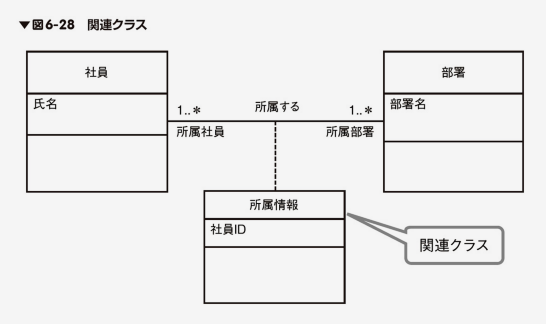 ▼図6-28 関連クラス
社員
部署
氏名
1..*
所属する
1..*
部署名
所属社員
所属部署
所属情報
社員ID
関連クラス